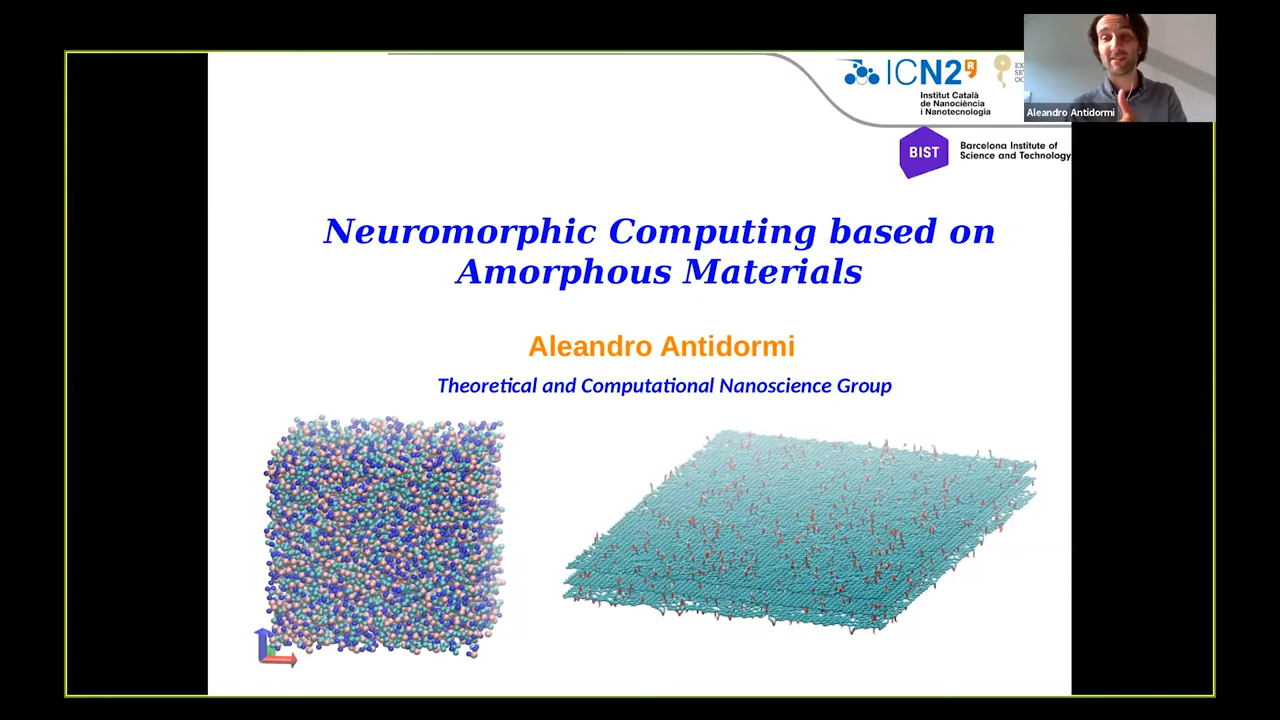 ICN2
Institut Català
de Nanociència
i Nanotecnologia
Aleandro Antidormi
BIST
Barcelona Institute of
Science and Technology
Neuromorphic Computing based on
Amorphous Materials
Aleandro Antidormi
Theoretical and Computational Nanoscience Group